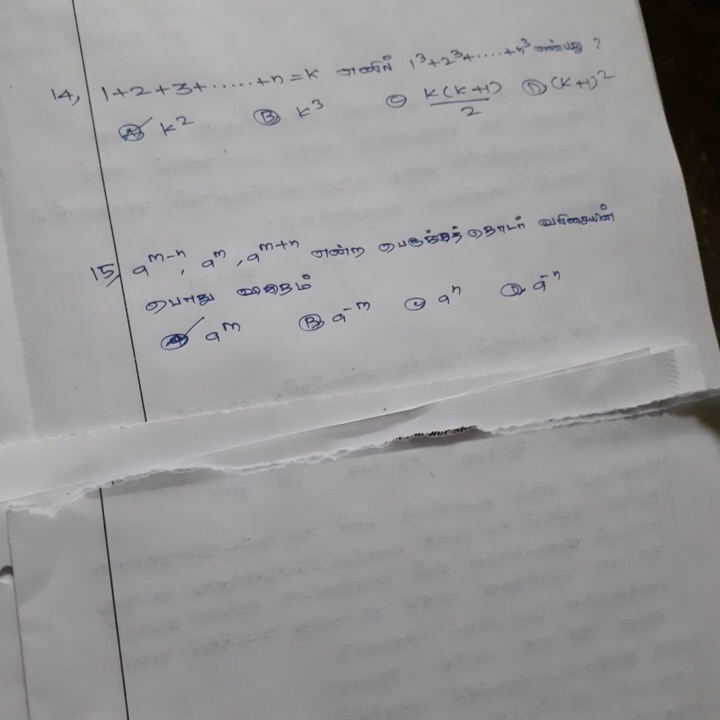 14, 1+2+3+......+n=k எனில் 1³+2³+.....+n³ என்பது ?
Ⓐ k² Ⓑ k³ Ⓒ k(k+1)/2 Ⓓ (k+1)²
15, a^{m-n}, a^m, a^{m+n} என்ற பெருக்குத் தொடர் வரிசையின்
பொது விகிதம்
Ⓐ a^m Ⓑ a^{-m} Ⓒ a^n Ⓓ a^{-n}